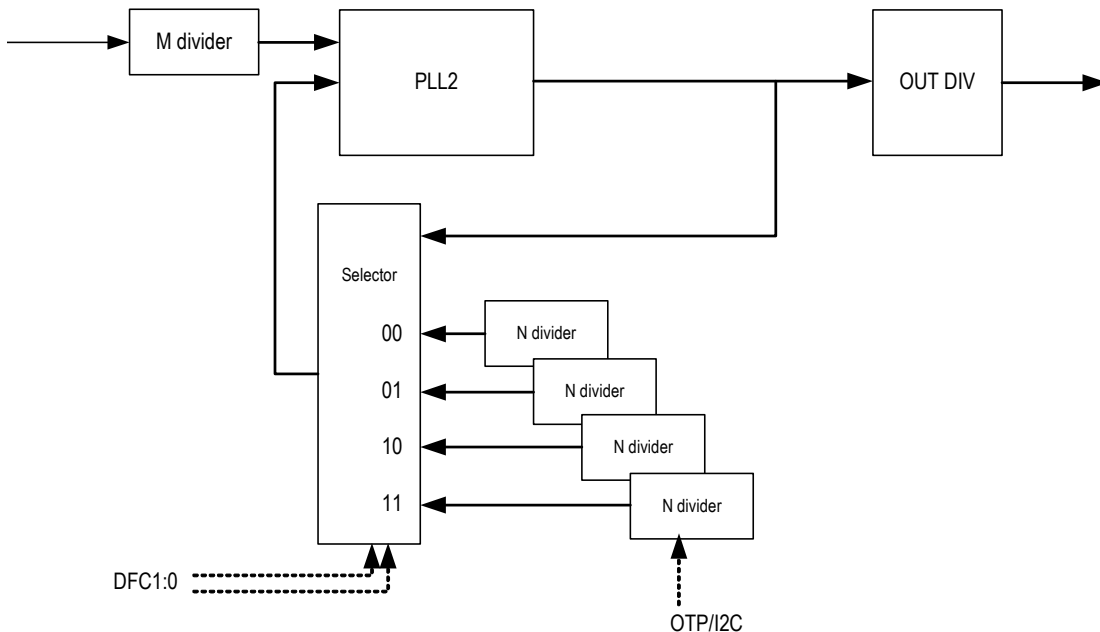 M divider
PLL2
OUT DIV
Selector
00
N divider
01
N divider
10
N divider
11
N divider
DFC1:0
OTP/I2C